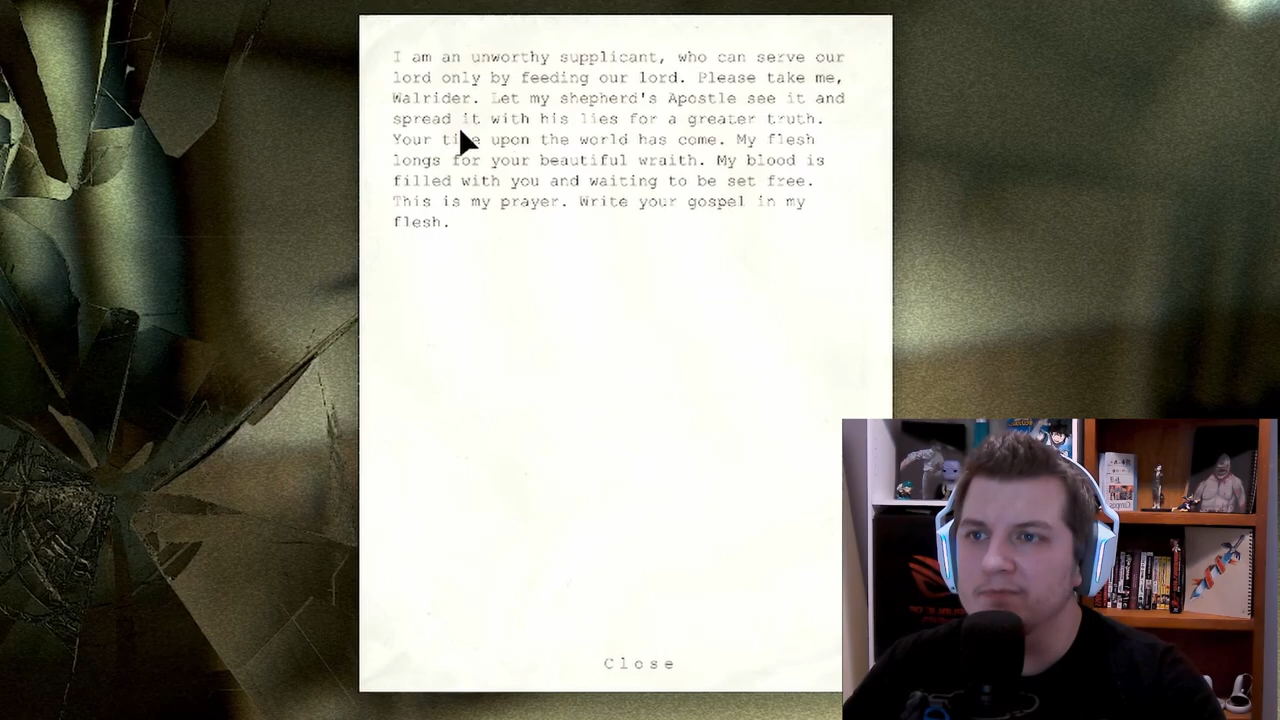 I am an unworthy supplicant, who can serve our
lord only by feeding our lord. Please take me,
Walrider. Let my shepherd's Apostle see it and
spread it with his lies for a greater truth.
Your upon the world has come. My flesh
longs for your beautiful wraith. My blood is
filled with you and waiting to be set free.
This is my prayer. Write your gospel in my
flesh.
Close